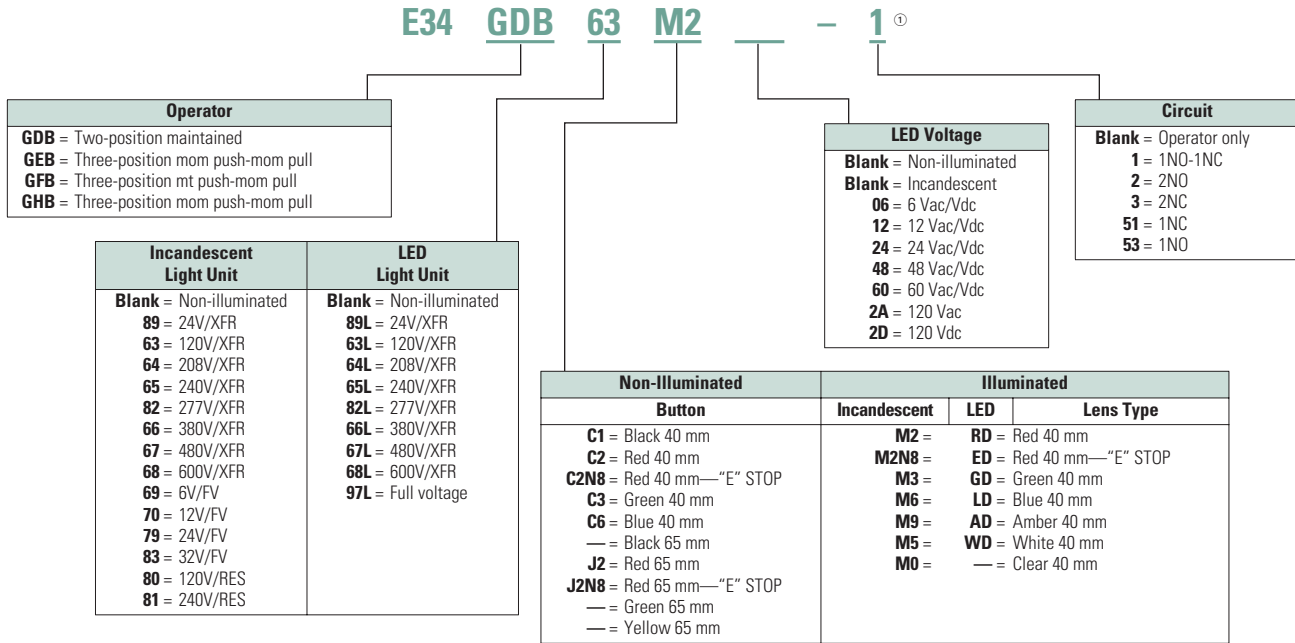 E34 GDB 63 M2 — – 1 ①
Operator
GDB = Two-position maintained
GEB = Three-position mom push-mom pull
GFB = Three-position mt push-mom pull
GHB = Three-position mom push-mom pull
Incandescent
Light Unit
Blank = Non-illuminated
89 = 24V/XFR
63 = 120V/XFR
64 = 208V/XFR
65 = 240V/XFR
82 = 277V/XFR
66 = 380V/XFR
67 = 480V/XFR
68 = 600V/XFR
69 = 6V/FV
70 = 12V/FV
79 = 24V/FV
83 = 32V/FV
80 = 120V/RES
81 = 240V/RES
LED
Light Unit
Blank = Non-illuminated
89L = 24V/XFR
63L = 120V/XFR
64L = 208V/XFR
65L = 240V/XFR
82L = 277V/XFR
66L = 380V/XFR
67L = 480V/XFR
68L = 600V/XFR
97L = Full voltage
LED Voltage
Blank = Non-illuminated
Blank = Incandescent
06 = 6 Vac/Vdc
12 = 12 Vac/Vdc
24 = 24 Vac/Vdc
48 = 48 Vac/Vdc
60 = 60 Vac/Vdc
2A = 120 Vac
2D = 120 Vdc
Circuit
Blank = Operator only
1 = 1NO-1NC
2 = 2NO
3 = 2NC
51 = 1NC
53 = 1NO
Non-Illuminated
Button
C1 = Black 40 mm
C2 = Red 40 mm
C2N8 = Red 40 mm—“E” STOP
C3 = Green 40 mm
C6 = Blue 40 mm
— = Black 65 mm
J2 = Red 65 mm
J2N8 = Red 65 mm—“E” STOP
— = Green 65 mm
— = Yellow 65 mm
Illuminated
Incandescent LED Lens Type
M2 = RD = Red 40 mm
M2N8 = ED = Red 40 mm—“E” STOP
M3 = GD = Green 40 mm
M6 = LD = Blue 40 mm
M9 = AD = Amber 40 mm
M5 = WD = White 40 mm
M0 = — = Clear 40 mm